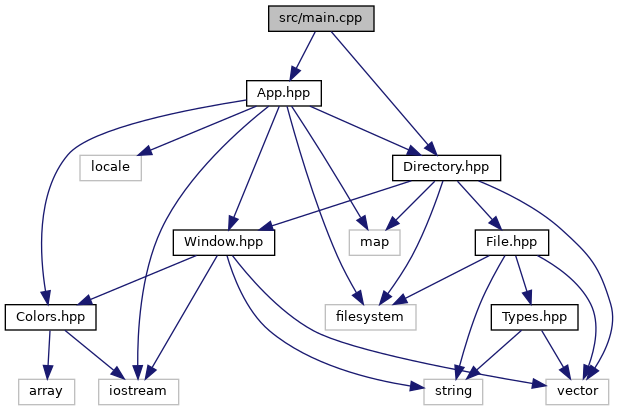 src/main.cpp
App.hpp
locale
Directory.hpp
Window.hpp
map
File.hpp
Colors.hpp
filesystem
Types.hpp
array
iostream
string
vector